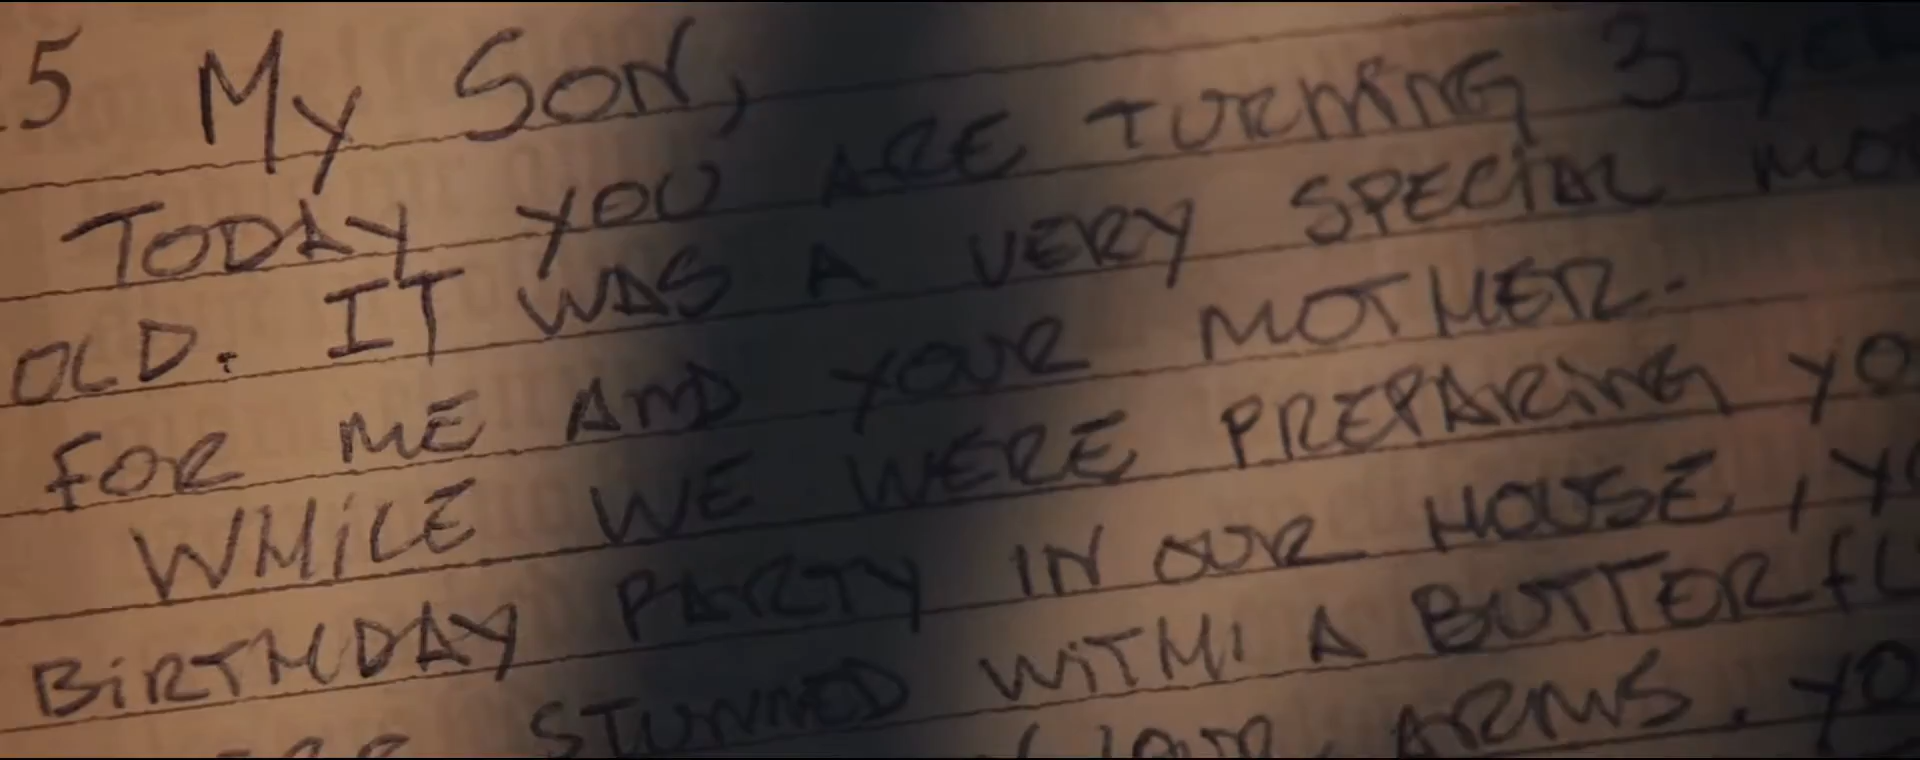 5 My Son,
TODAY YOU ARE TURNING 3
OLD. IT WAS A VERY SPECIAL
FOR ME AND YOUR MOTHER.
WHILE WE WERE PREPARING
BIRTHDAY PARTY IN OUR HOUSE,
STUNNED WITH A
ARMS.